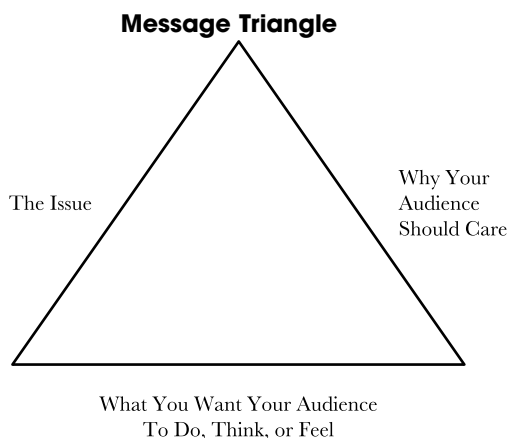 Message Triangle
The Issue
Why Your
Audience
Should Care
What You Want Your Audience
To Do, Think, or Feel